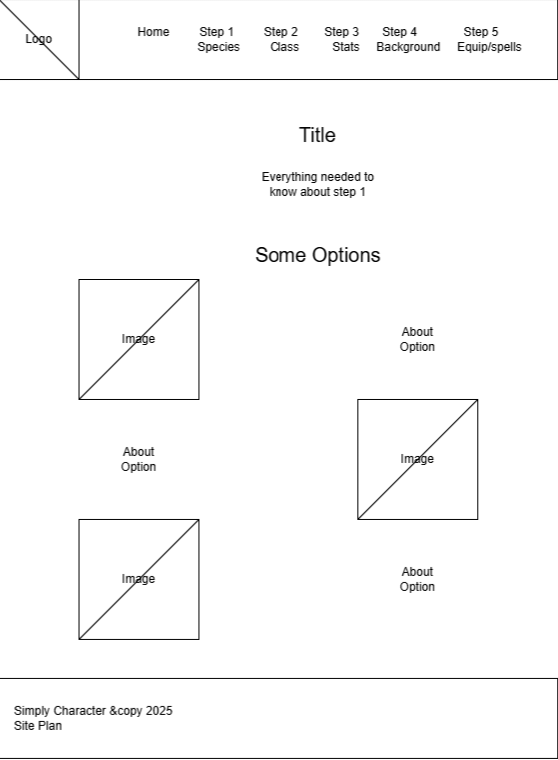 Logo
Home
Step 1 Species
Step 2 Class
Step 3 Stats
Step 4 Background
Step 5 Equip/spells
Title
Everything needed to
know about step 1
Some Options
Image
About
Option
About
Option
Image
Image
About
Option
Simply Character &copy 2025
Site Plan